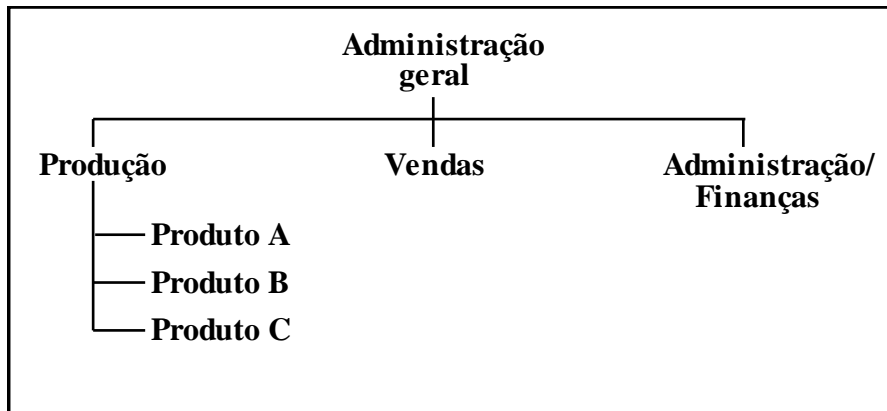 Administração
geral
Produção
Vendas
Administração/
Finanças
Produto A
Produto B
Produto C